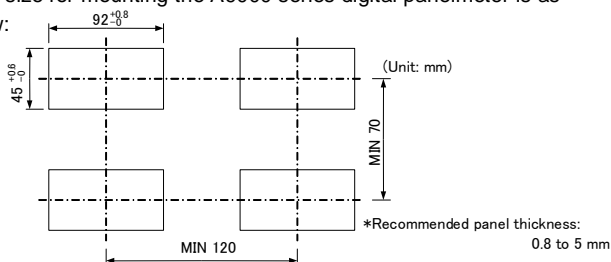 size for mounting the series digital panelmeter is as
w:
92 +0.8 -0
45 +0.6 -0
(Unit: mm)
MIN 70
*Recommended panel thickness:
0.8 to 5 mm
MIN 120